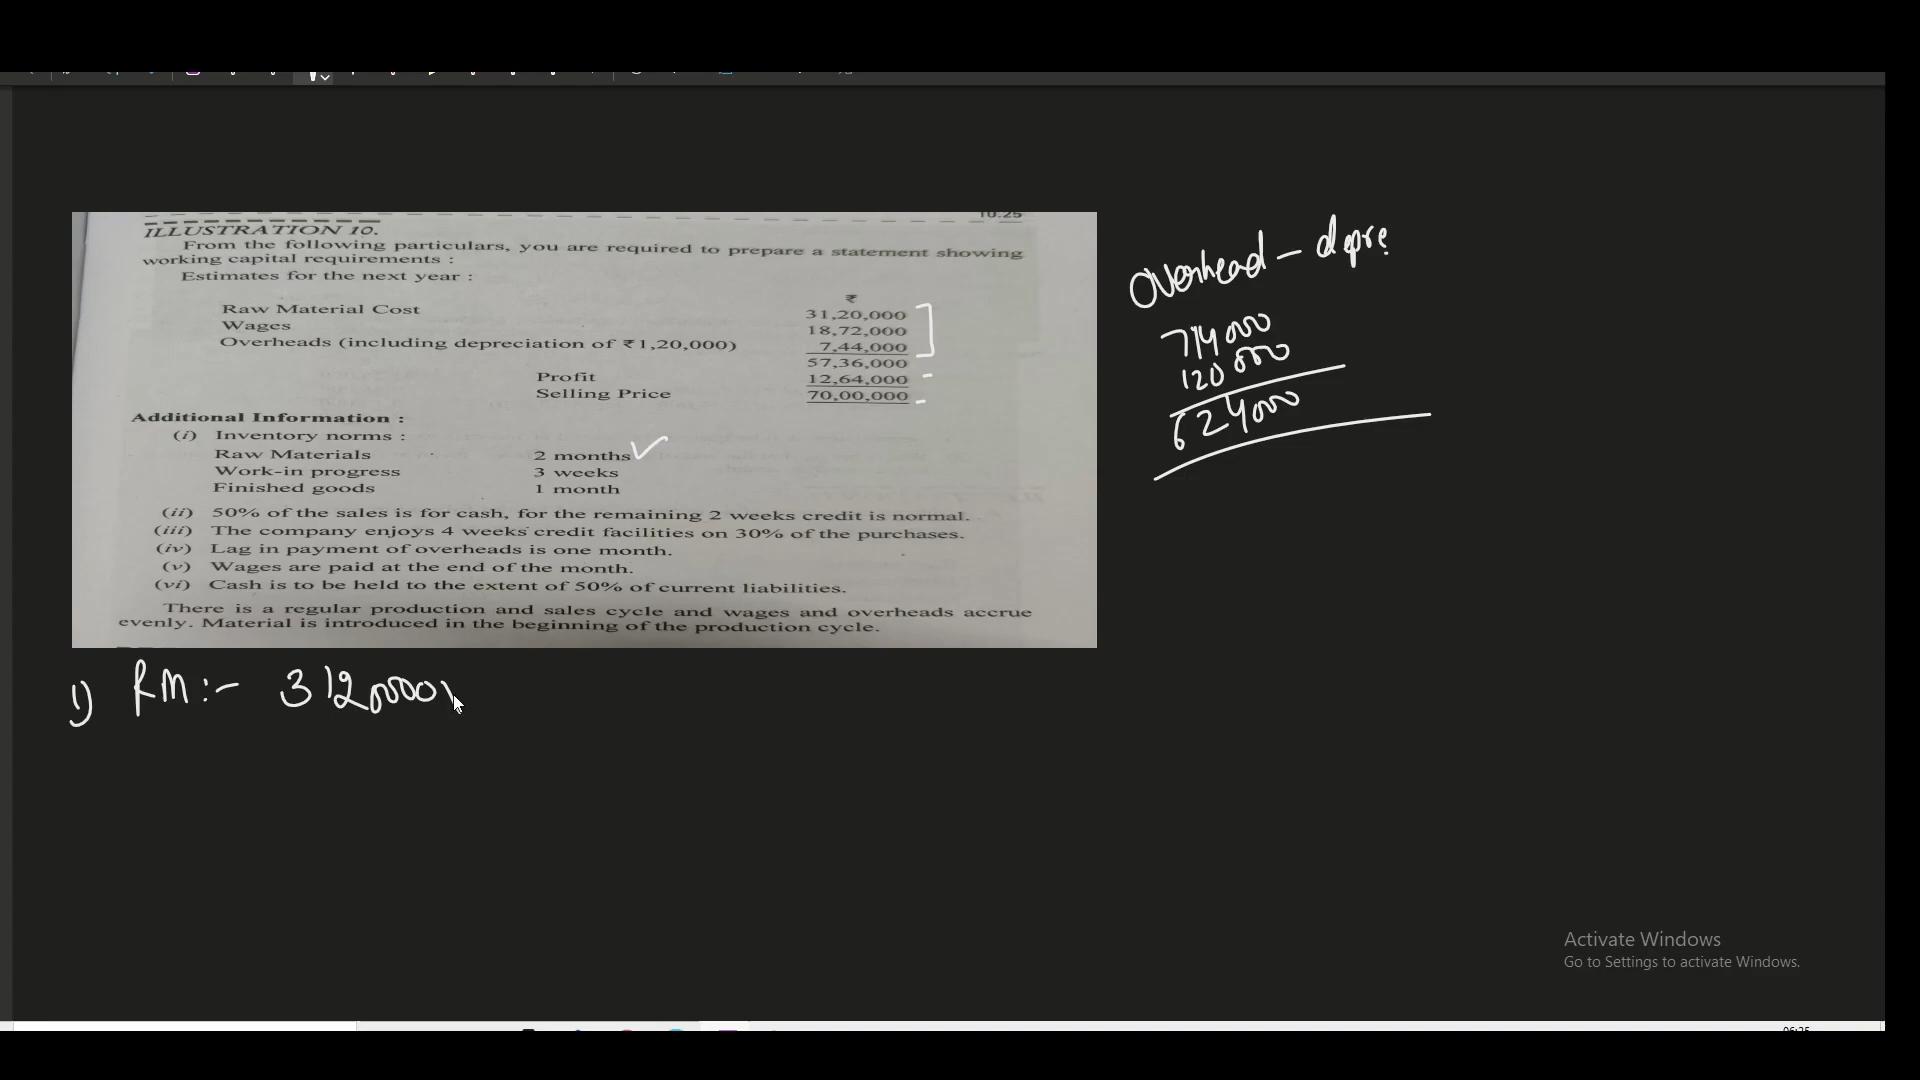 10.25
ILLUSTRATION 10.
From the following particulars, you are required to prepare a statement showing
working capital requirements :
Estimates for the next year :
₹
Raw Material Cost 31,20,000
Wages 18,72,000
Overheads (including depreciation of ₹1,20,000) 7,44,000
57,36,000
Profit 12,64,000
Selling Price 70,00,000
Additional Information :
(i) Inventory norms :
Raw Materials 2 months
Work-in progress 3 weeks
Finished goods 1 month
(ii) 50% of the sales is for cash, for the remaining 2 weeks credit is normal.
(iii) The company enjoys 4 weeks credit facilities on 30% of the purchases.
(iv) Lag in payment of overheads is one month.
(v) Wages are paid at the end of the month.
(vi) Cash is to be held to the extent of 50% of current liabilities.
There is a regular production and sales cycle and wages and overheads accrue
evenly. Material is introduced in the beginning of the production cycle.
Overhead - depre
744000
120000
624000
1) RM :- 3120000
Activate Windows
Go to Settings to activate Windows.